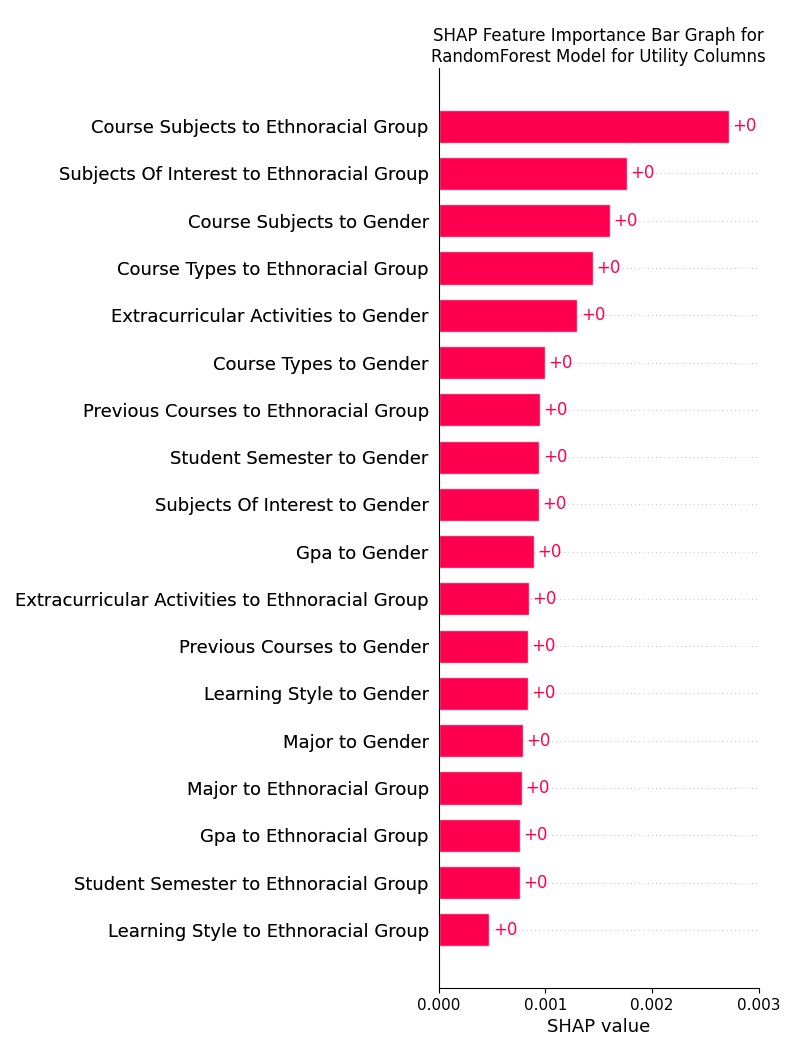 SHAP Feature Importance Bar Graph for
RandomForest Model for Utility Columns
Course Subjects to Ethnoracial Group +0
Subjects Of Interest to Ethnoracial Group +0
Course Subjects to Gender +0
Course Types to Ethnoracial Group +0
Extracurricular Activities to Gender +0
Course Types to Gender +0
Previous Courses to Ethnoracial Group +0
Student Semester to Gender +0
Subjects Of Interest to Gender +0
Gpa to Gender +0
Extracurricular Activities to Ethnoracial Group +0
Previous Courses to Gender +0
Learning Style to Gender +0
Major to Gender +0
Major to Ethnoracial Group +0
Gpa to Ethnoracial Group +0
Student Semester to Ethnoracial Group +0
Learning Style to Ethnoracial Group +0
0.000 0.001 0.002 0.003
SHAP value